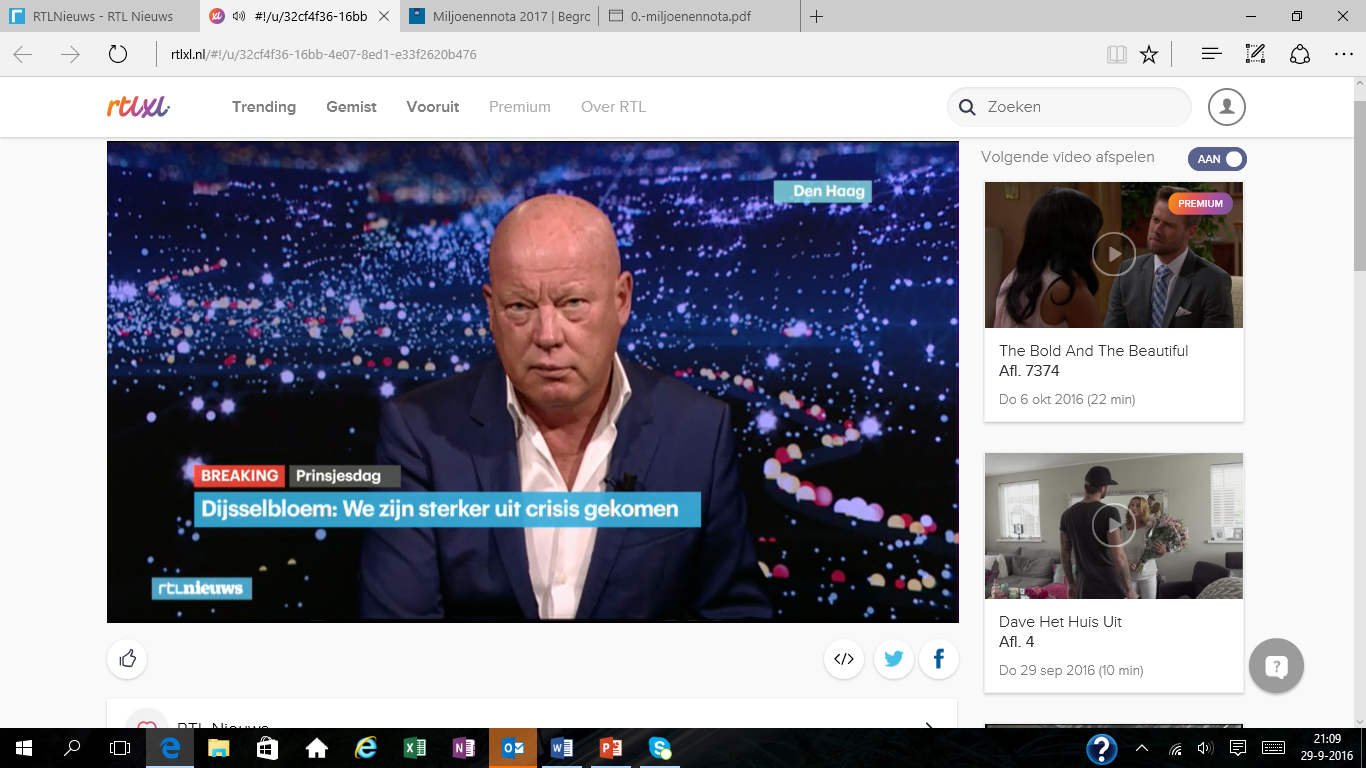 RTLNieuws - RTL Nieuws
#!/u/32cf4f36-16bb
Miljoenennota 2017 | Begro
0.-miljoenennota.pdf
rtlxl.nl/#!/u/32cf4f36-16bb-4e07-8ed1-e33f2620b476
rtlxl
Trending
Gemist
Vooruit
Premium
Over RTL
Zoeken
Den Haag
BREAKING Prinsjesdag
Dijsselbloem: We zijn sterker uit crisis gekomen
rtlnieuws
Volgende video afspelen
AAN
PREMIUM
The Bold And The Beautiful
Afl. 7374
Do 6 okt 2016 (22 min)
Dave Het Huis Uit
Afl. 4
Do 29 sep 2016 (10 min)
RTL Nieuws
21:09
29-9-2016